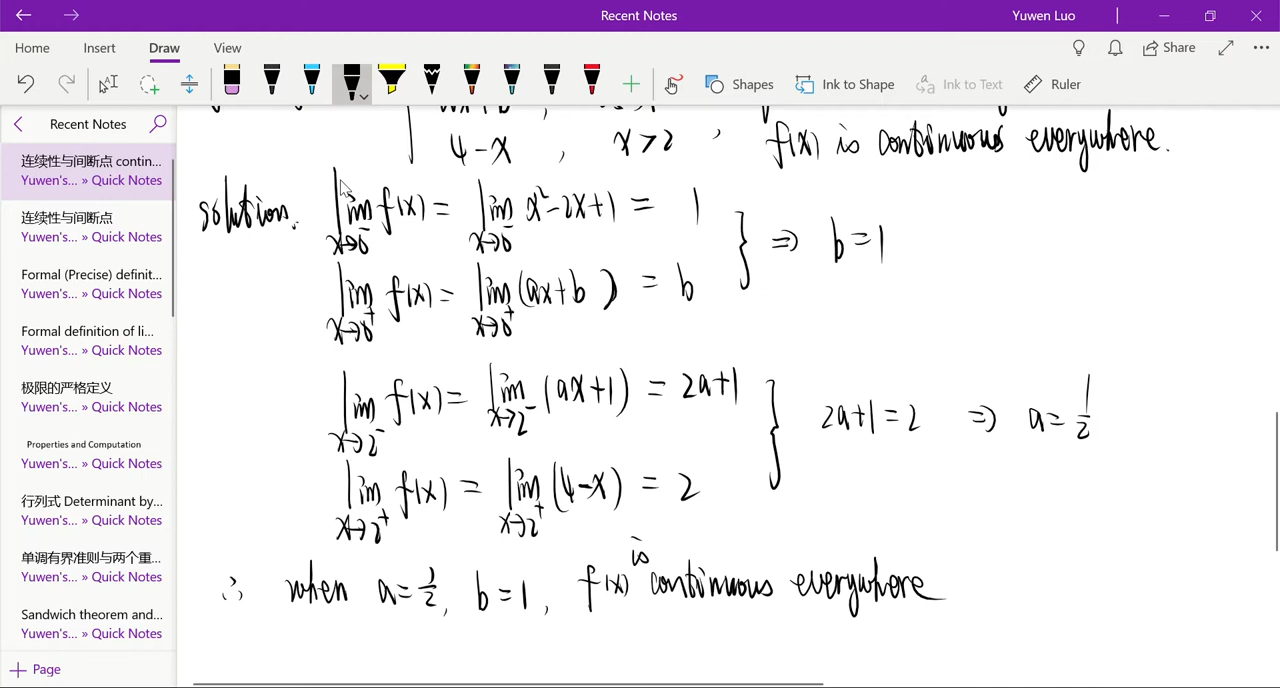 Recent Notes
Yuwen Luo
Home Insert Draw View
Share
Shapes
Ink to Shape
Ink to Text
Ruler
Recent Notes
连续性与间断点 contin...
Yuwen's... » Quick Notes
连续性与间断点
Yuwen's... » Quick Notes
Formal (Precise) definit...
Yuwen's... » Quick Notes
Formal definition of li...
Yuwen's... » Quick Notes
极限的严格定义
Yuwen's... » Quick Notes
Properties and Computation
Yuwen's... » Quick Notes
行列式 Determinant by...
Yuwen's... » Quick Notes
单调有界准则与两个重...
Yuwen's... » Quick Notes
Sandwich theorem and...
Yuwen's... » Quick Notes
Page
4-x , x>2 , f(x) is continuous everywhere.
solution. lim x→0⁻ f(x) = lim x→0⁻ x²-2x+1 = 1
⇒ b=1
lim x→0⁺ f(x) = lim x→0⁺ (ax+b) = b
lim x→2⁻ f(x) = lim x→2⁻ (ax+1) = 2a+1
2a+1=2 ⇒ a=1/2
lim x→2⁺ f(x) = lim x→2⁺ (4-x) = 2
∴ when a=1/2, b=1, f(x) is continuous everywhere